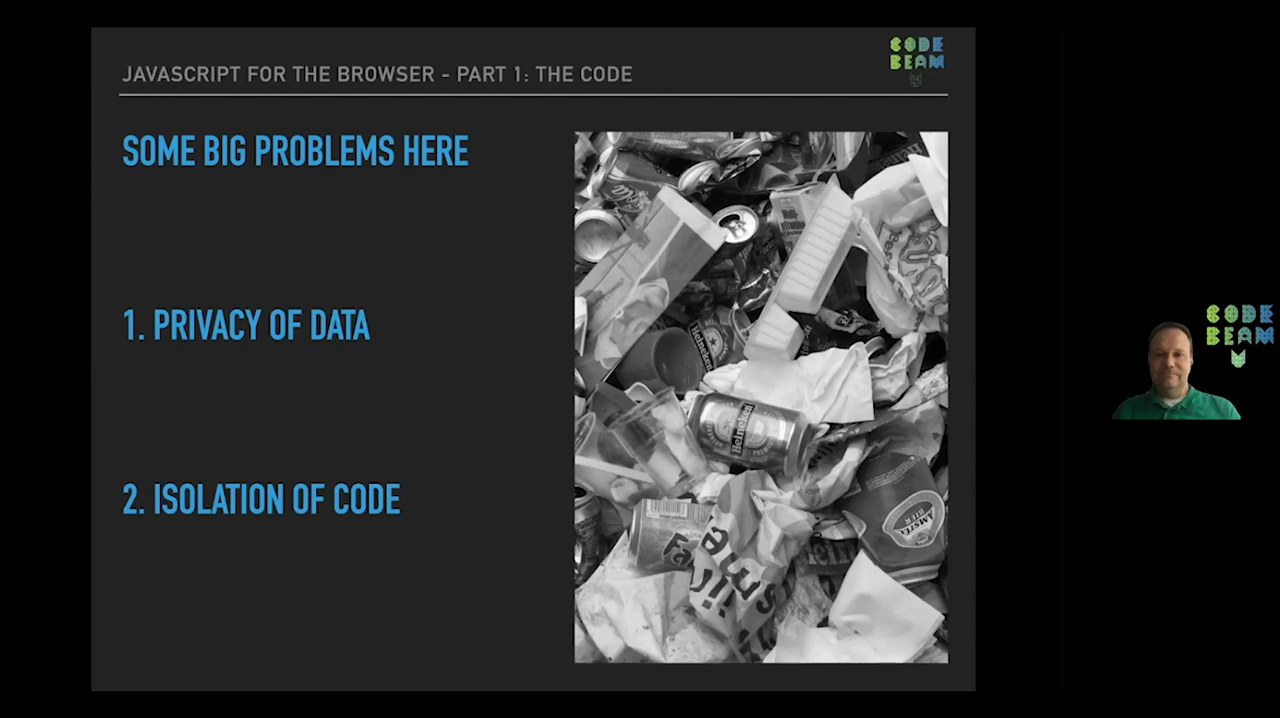 JAVASCRIPT FOR THE BROWSER - PART 1: THE CODE
CODE
BEAM
SOME BIG PROBLEMS HERE
1. PRIVACY OF DATA
2. ISOLATION OF CODE
Heineken
Heineken
AMSTEL
BIER
CODE
BEAM